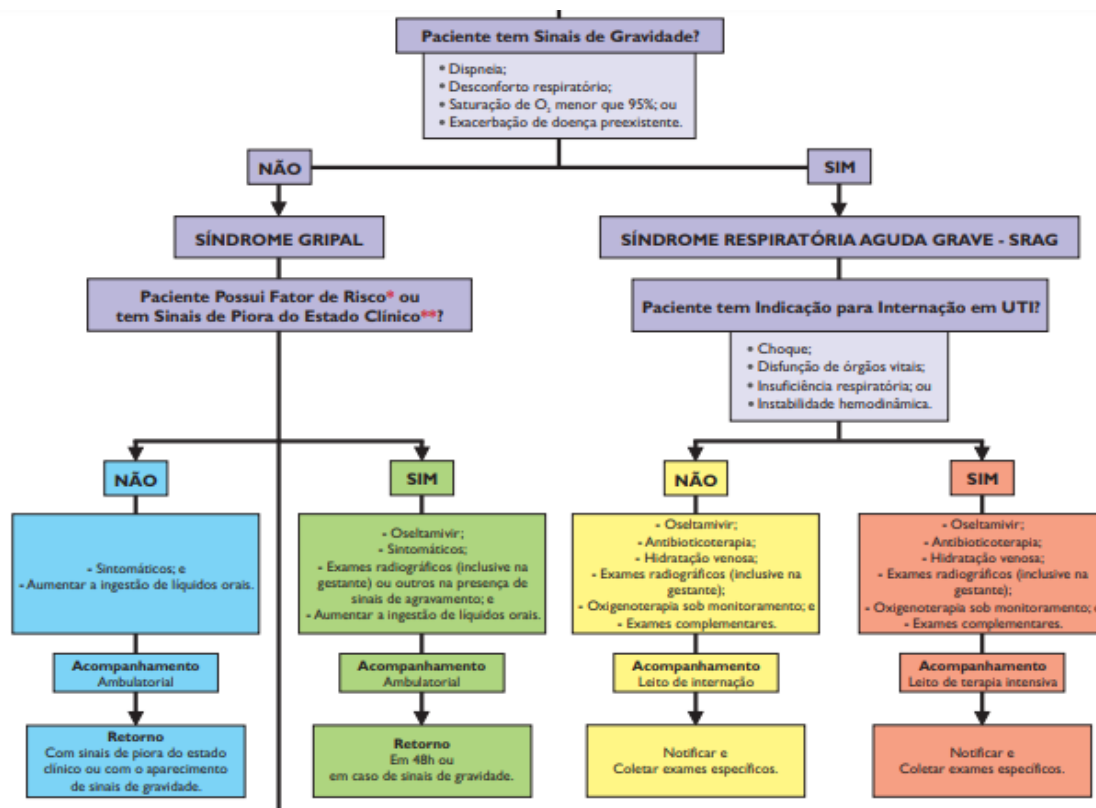 Paciente tem Sinais de Gravidade?
• Dispneia;
• Desconforto respiratório;
• Saturação de O₂ menor que 95%; ou
• Exacerbação de doença preexistente.
NÃO
SIM
SÍNDROME GRIPAL
SÍNDROME RESPIRATÓRIA AGUDA GRAVE - SRAG
Paciente Possui Fator de Risco* ou
tem Sinais de Piora do Estado Clínico**?
Paciente tem Indicação para Internação em UTI?
• Choque;
• Disfunção de órgãos vitais;
• Insuficiência respiratória; ou
• Instabilidade hemodinâmica.
NÃO
SIM
NÃO
SIM
- Sintomáticos; e
- Aumentar a ingestão de líquidos orais.
- Oseltamivir;
- Sintomáticos;
- Exames radiográficos (inclusive na
gestante) ou outros na presença de
sinais de agravamento; e
- Aumentar a ingestão de líquidos orais.
- Oseltamivir;
- Antibioticoterapia;
- Hidratação venosa;
- Exames radiográficos (inclusive na
gestante);
- Oxigenoterapia sob monitoramento; e
- Exames complementares.
- Oseltamivir;
- Antibioticoterapia;
- Hidratação venosa;
- Exames radiográficos (inclusive na
gestante);
- Oxigenoterapia sob monitoramento; e
- Exames complementares.
Acompanhamento
Ambulatorial
Acompanhamento
Ambulatorial
Acompanhamento
Leito de internação
Acompanhamento
Leito de terapia intensiva
Retorno
Com sinais de piora do estado
clínico ou com o aparecimento
de sinais de gravidade.
Retorno
Em 48h ou
em caso de sinais de gravidade.
Notificar e
Coletar exames específicos.
Notificar e
Coletar exames específicos.